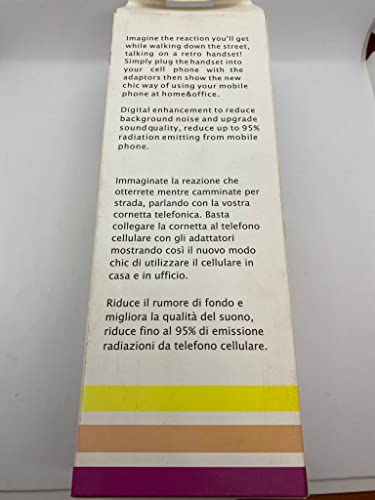 Imagine the reaction you'll get
while walking down the street,
talking on a retro handset!
Simply plug the handset into
your cell phone with the
adaptors then show the new
chic way of using your mobile
phone at home&office.
Digital enhancement to reduce
background noise and upgrade
sound quality, reduce up to 95%
radiation emitting from mobile
phone.
Immaginate la reazione che
otterrete mentre camminate per
strada, parlando con la vostra
cornetta telefonica. Basta
collegare la cornetta al telefono
cellulare con gli adattatori
mostrando così il nuovo modo
chic di utilizzare il cellulare in
casa e in ufficio.
Riduce il rumore di fondo e
migliora la qualità del suono,
riduce fino al 95% di emissione
radiazioni da telefono cellulare.